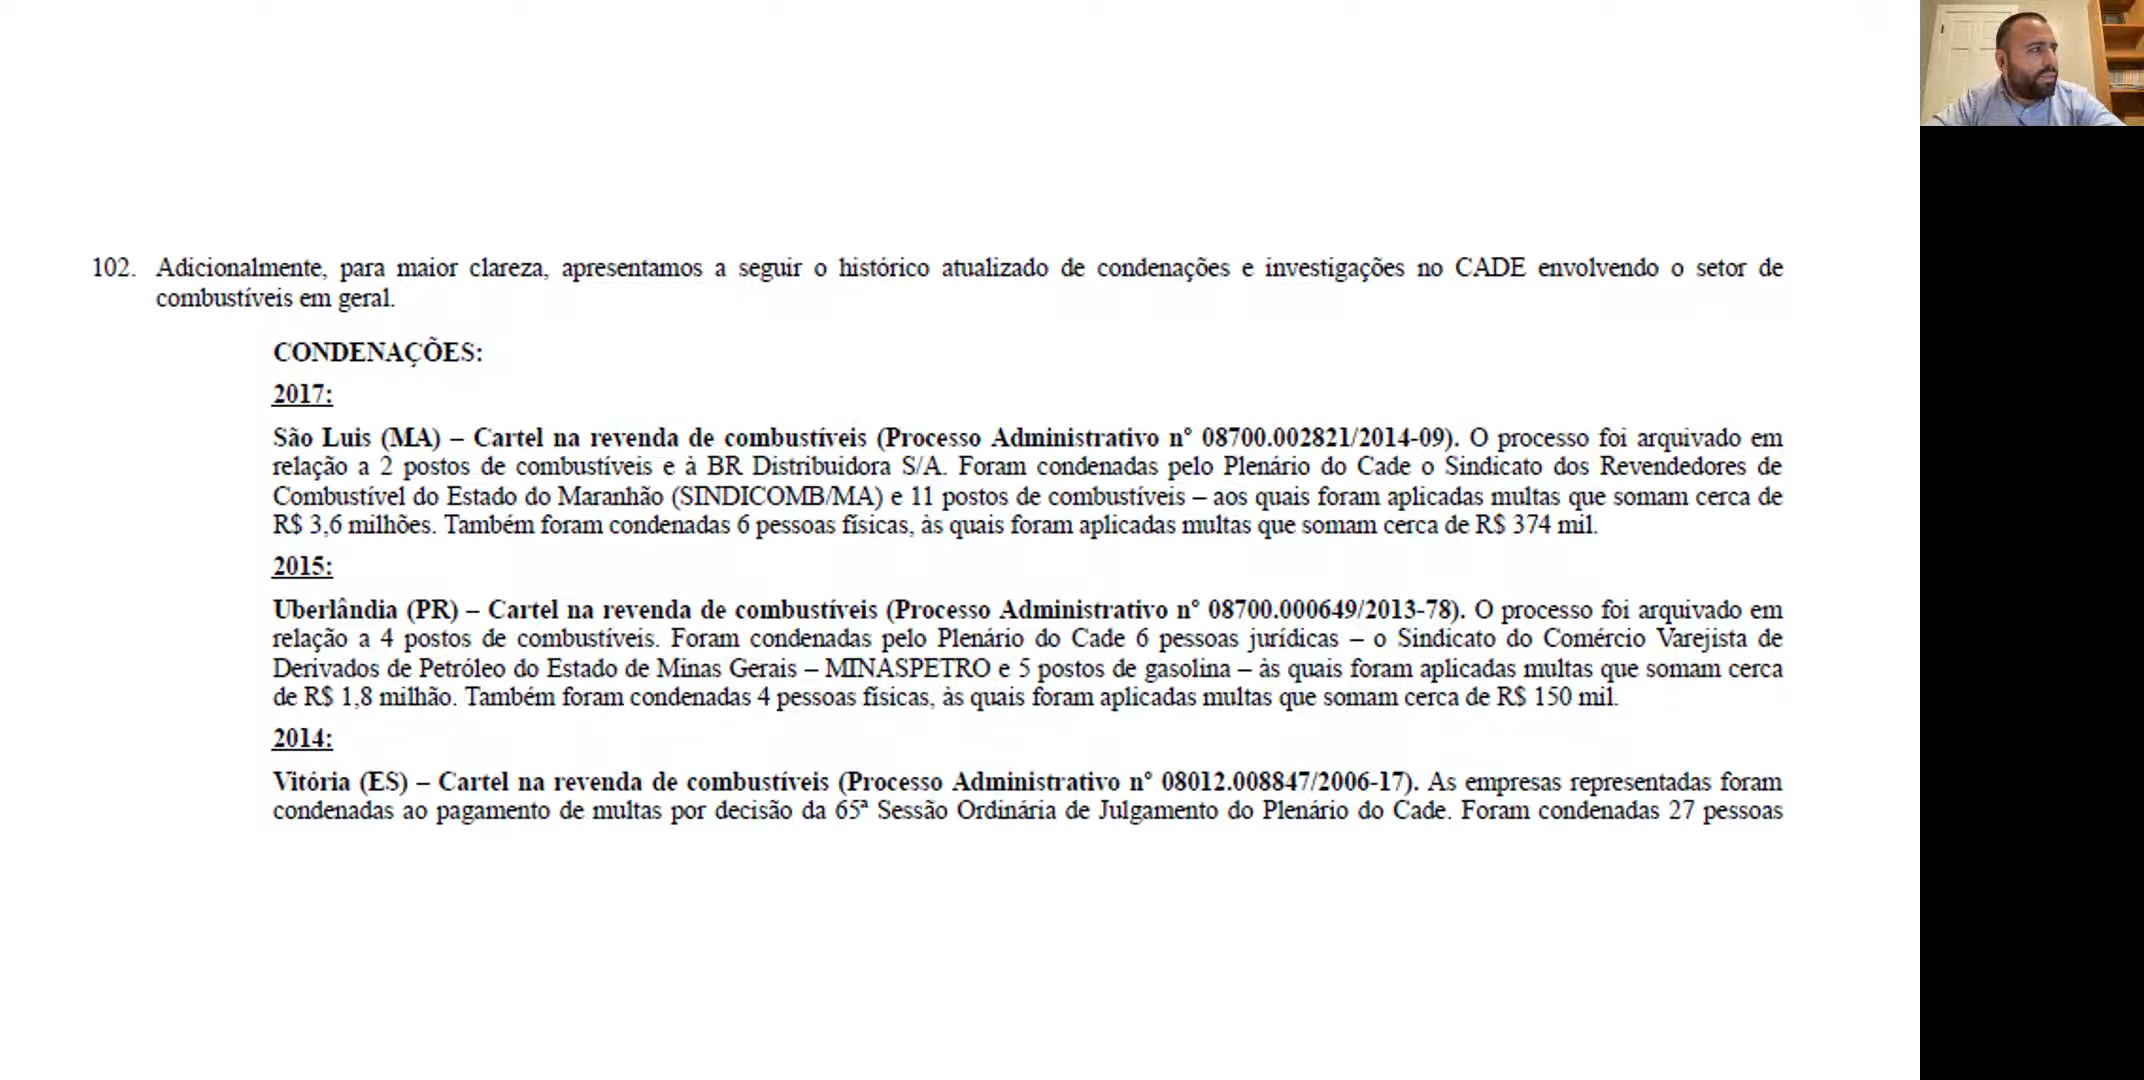 102. Adicionalmente, para maior clareza, apresentamos a seguir o histórico atualizado de condenações e investigações no CADE envolvendo o setor de
combustíveis em geral.
CONDENAÇÕES:
2017:
São Luis (MA) – Cartel na revenda de combustíveis (Processo Administrativo n° 08700.002821/2014-09). O processo foi arquivado em
relação a 2 postos de combustíveis e à BR Distribuidora S/A. Foram condenadas pelo Plenário do Cade o Sindicato dos Revendedores de
Combustível do Estado do Maranhão (SINDICOMB/MA) e 11 postos de combustíveis – aos quais foram aplicadas multas que somam cerca de
R$ 3,6 milhões. Também foram condenadas 6 pessoas físicas, às quais foram aplicadas multas que somam cerca de R$ 374 mil.
2015:
Uberlândia (PR) – Cartel na revenda de combustíveis (Processo Administrativo n° 08700.000649/2013-78). O processo foi arquivado em
relação a 4 postos de combustíveis. Foram condenadas pelo Plenário do Cade 6 pessoas jurídicas – o Sindicato do Comércio Varejista de
Derivados de Petróleo do Estado de Minas Gerais – MINASPETRO e 5 postos de gasolina – às quais foram aplicadas multas que somam cerca
de R$ 1,8 milhão. Também foram condenadas 4 pessoas físicas, às quais foram aplicadas multas que somam cerca de R$ 150 mil.
2014:
Vitória (ES) – Cartel na revenda de combustíveis (Processo Administrativo n° 08012.008847/2006-17). As empresas representadas foram
condenadas ao pagamento de multas por decisão da 65ª Sessão Ordinária de Julgamento do Plenário do Cade. Foram condenadas 27 pessoas